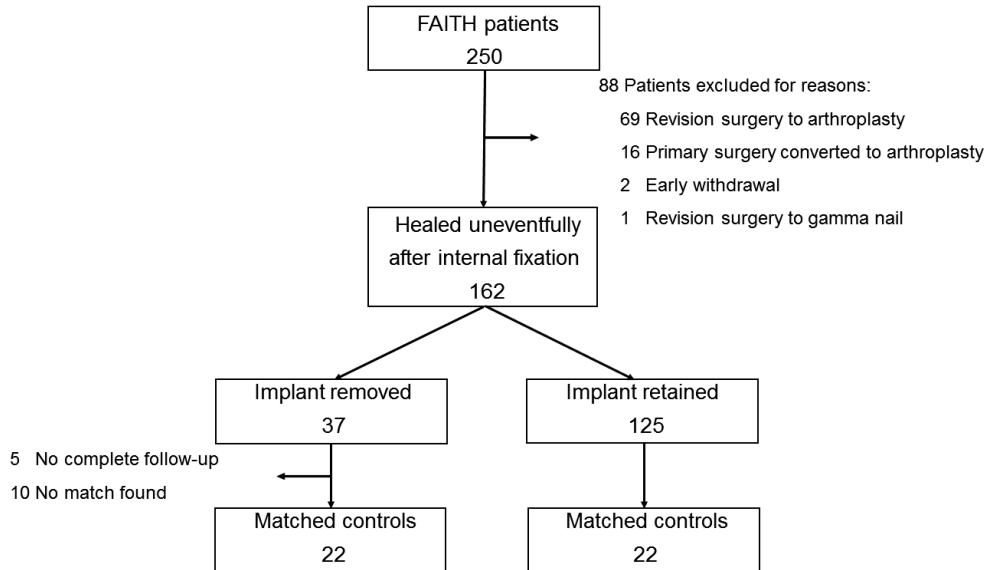 FAITH patients
250
88 Patients excluded for reasons:
69 Revision surgery to arthroplasty
16 Primary surgery converted to arthroplasty
2 Early withdrawal
1 Revision surgery to gamma nail
Healed uneventfully
after internal fixation
162
Implant removed
37
Implant retained
125
5 No complete follow-up
10 No match found
Matched controls
22
Matched controls
22